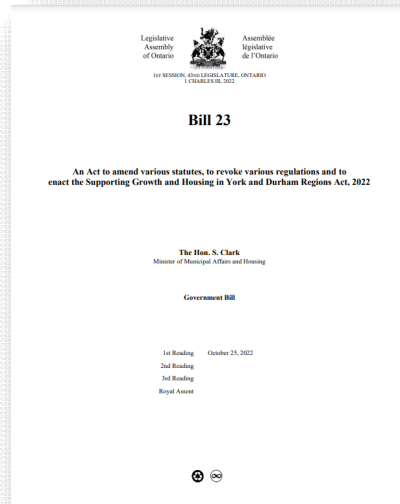 Legislative
Assembly
of Ontario
Assemblée
législative
de l'Ontario
1ST SESSION, 43RD LEGISLATURE, ONTARIO
1 CHARLES III, 2022
Bill 23
An Act to amend various statutes, to revoke various regulations and to
enact the Supporting Growth and Housing in York and Durham Regions Act, 2022
The Hon. S. Clark
Minister of Municipal Affairs and Housing
Government Bill
1st Reading October 25, 2022
2nd Reading
3rd Reading
Royal Assent